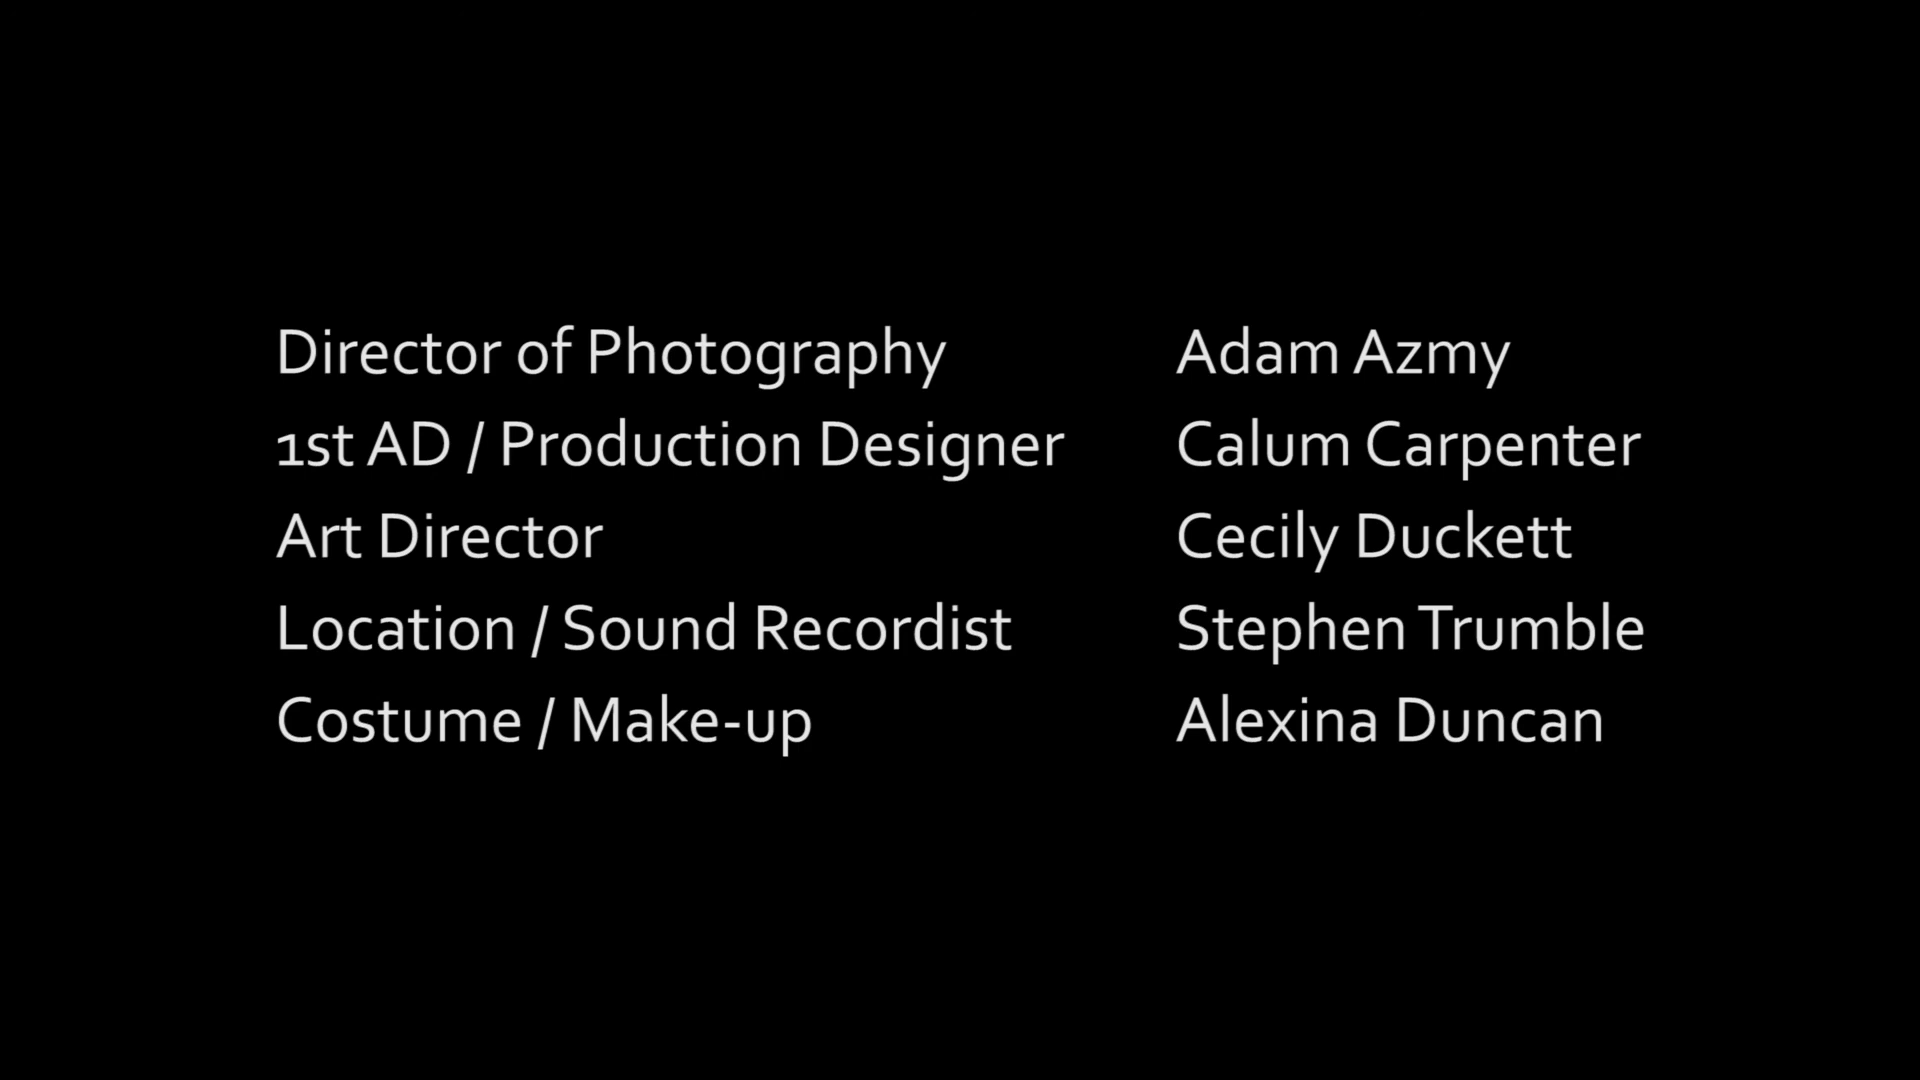 Director of Photography Adam Azmy
1st AD / Production Designer Calum Carpenter
Art Director Cecily Duckett
Location / Sound Recordist Stephen Trumble
Costume / Make-up Alexina Duncan